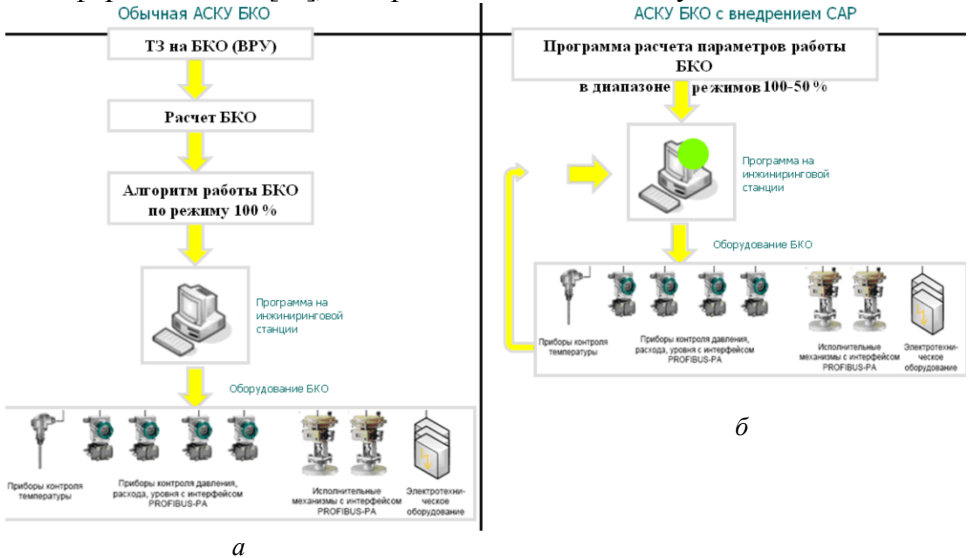 Обычная АСКУ БКО
ТЗ на БКО (ВРУ)
Расчет БКО
Алгоритм работы БКО
по режиму 100 %
Программа на
инжиниринговой
станции
Оборудование БКО
Приборы контроля
температуры
Приборы контроля давления,
расхода, уровня с интерфейсом
PROFIBUS-PA
Исполнительные
механизмы с интерфейсом
PROFIBUS-PA
Электротехни-
ческое
оборудование
а
АСКУ БКО с внедрением САР
Программа расчета параметров работы
БКО
в диапазоне режимов 100-50 %
Программа на
инжиниринговой
станции
Оборудование БКО
Приборы контроля
температуры
Приборы контроля давления,
расхода, уровня с интерфейсом
PROFIBUS-PA
Исполнительные
механизмы с интерфейсом
PROFIBUS-PA
Электротехни-
ческое
оборудование
б